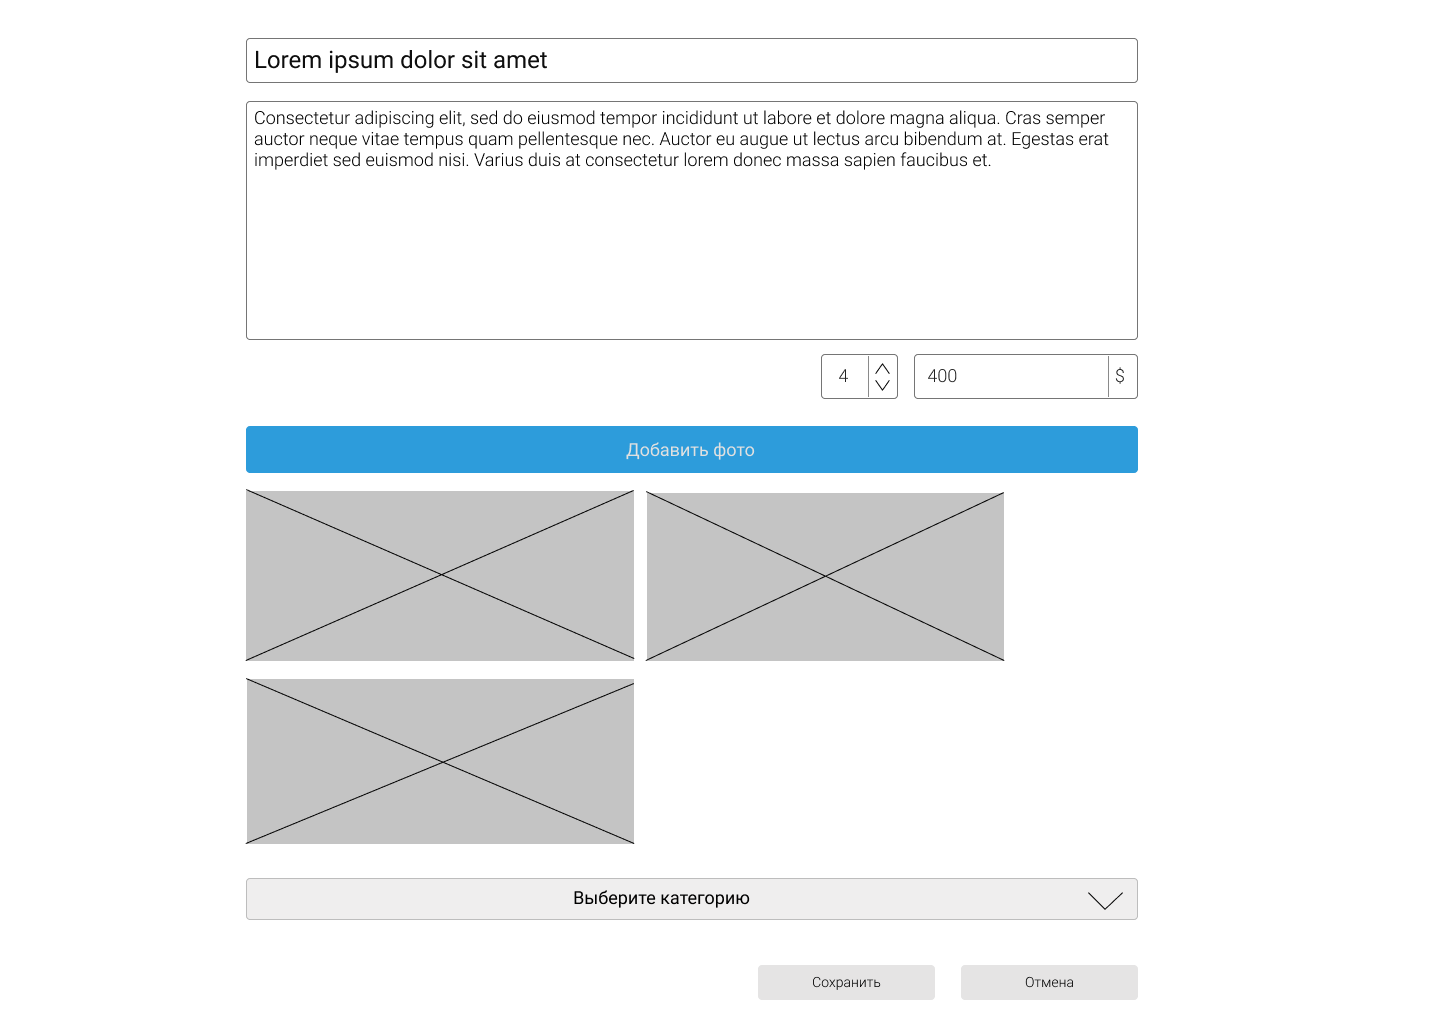 Lorem ipsum dolor sit amet
Consectetur adipiscing elit, sed do eiusmod tempor incididunt ut labore et dolore magna aliqua. Cras semper
auctor neque vitae tempus quam pellentesque nec. Auctor eu augue ut lectus arcu bibendum at. Egestas erat
imperdiet sed euismod nisi. Varius duis at consectetur lorem donec massa sapien faucibus et.
4 400 $
Добавить фото
Выберите категорию
Сохранить Отмена